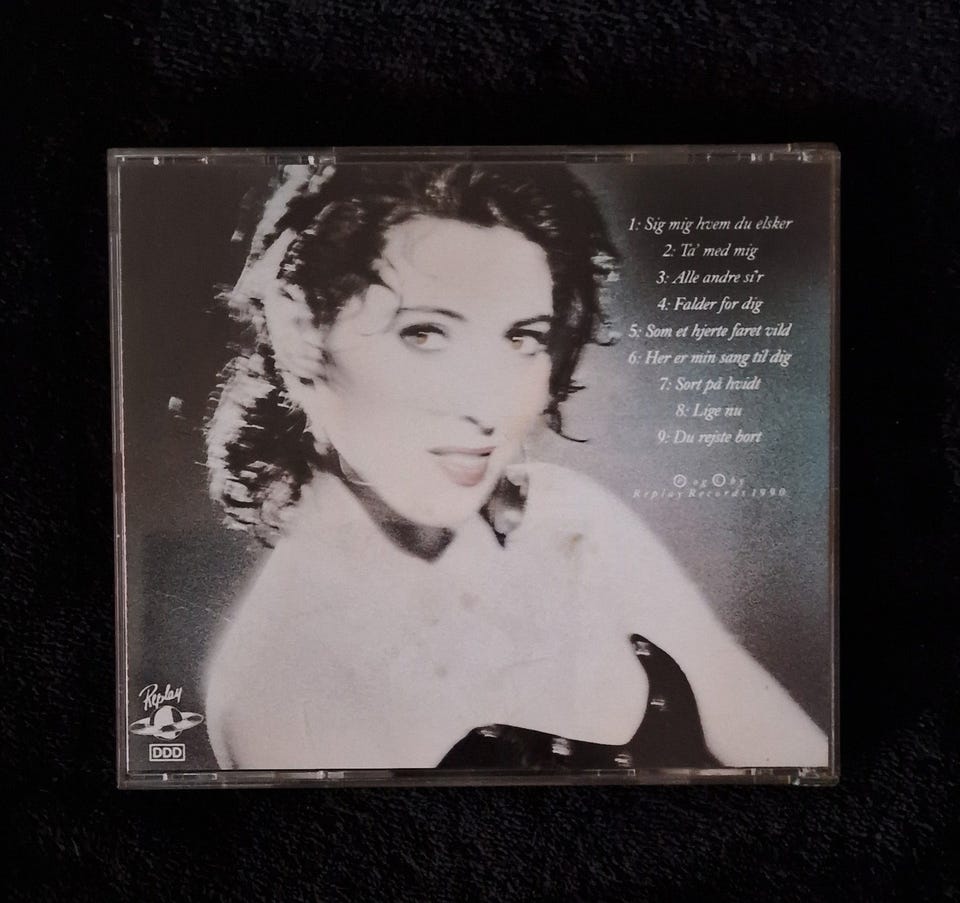 1: Sig mig hvem du elsker
2: Ta' med mig
3: Alle andre si'r
4: Falder for dig
5: Som et hjerte faret vild
6: Her er min sang til dig
7: Sort på hvidt
8: Lige nu
9: Du rejste bort
Ⓟ og Ⓒ by
Replay Records 1990
Replay
DDD